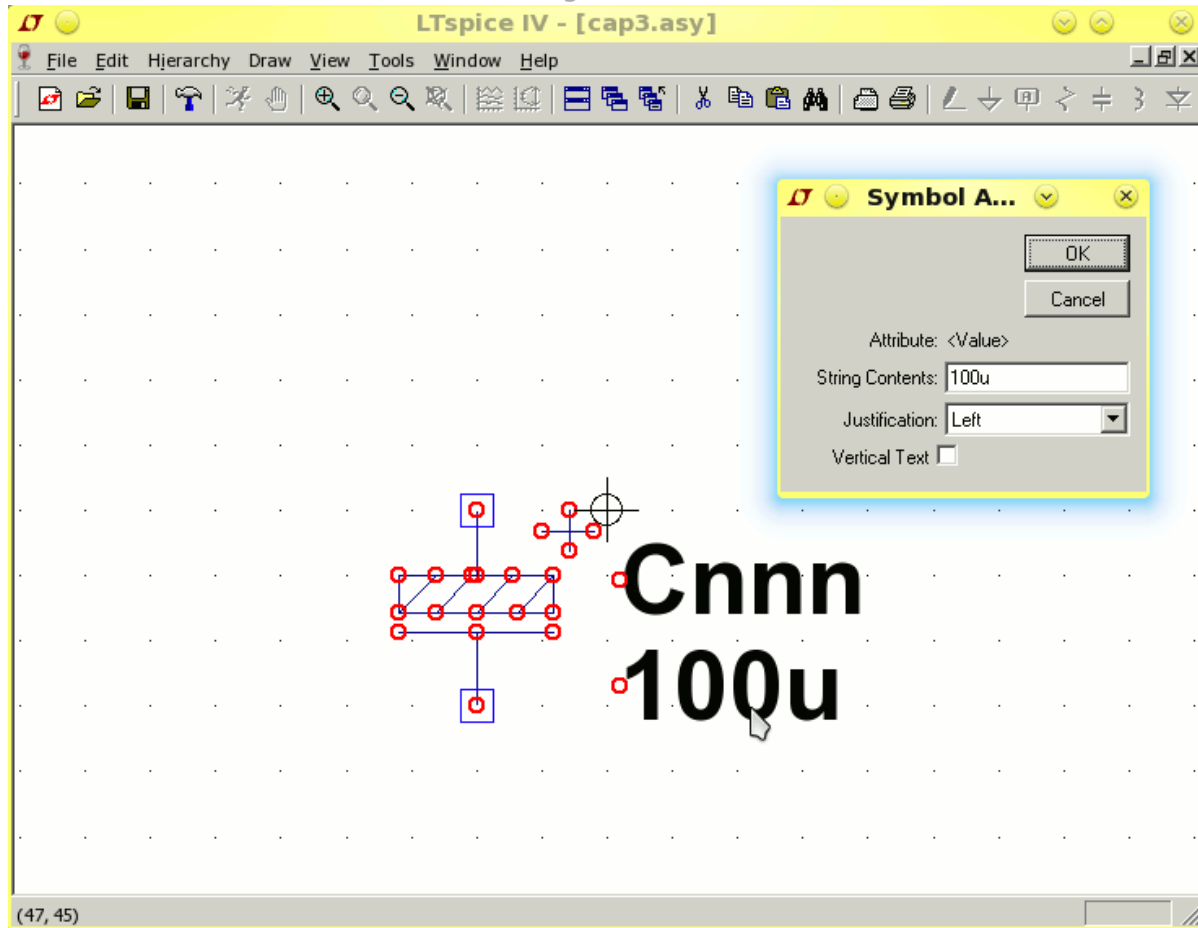 LTspice IV - [cap3.asy]
File Edit Hierarchy Draw View Tools Window Help
Symbol A...
OK
Cancel
Attribute: <Value>
String Contents: 100u
Justification: Left
Vertical Text
Cnnn
100u
(47, 45)